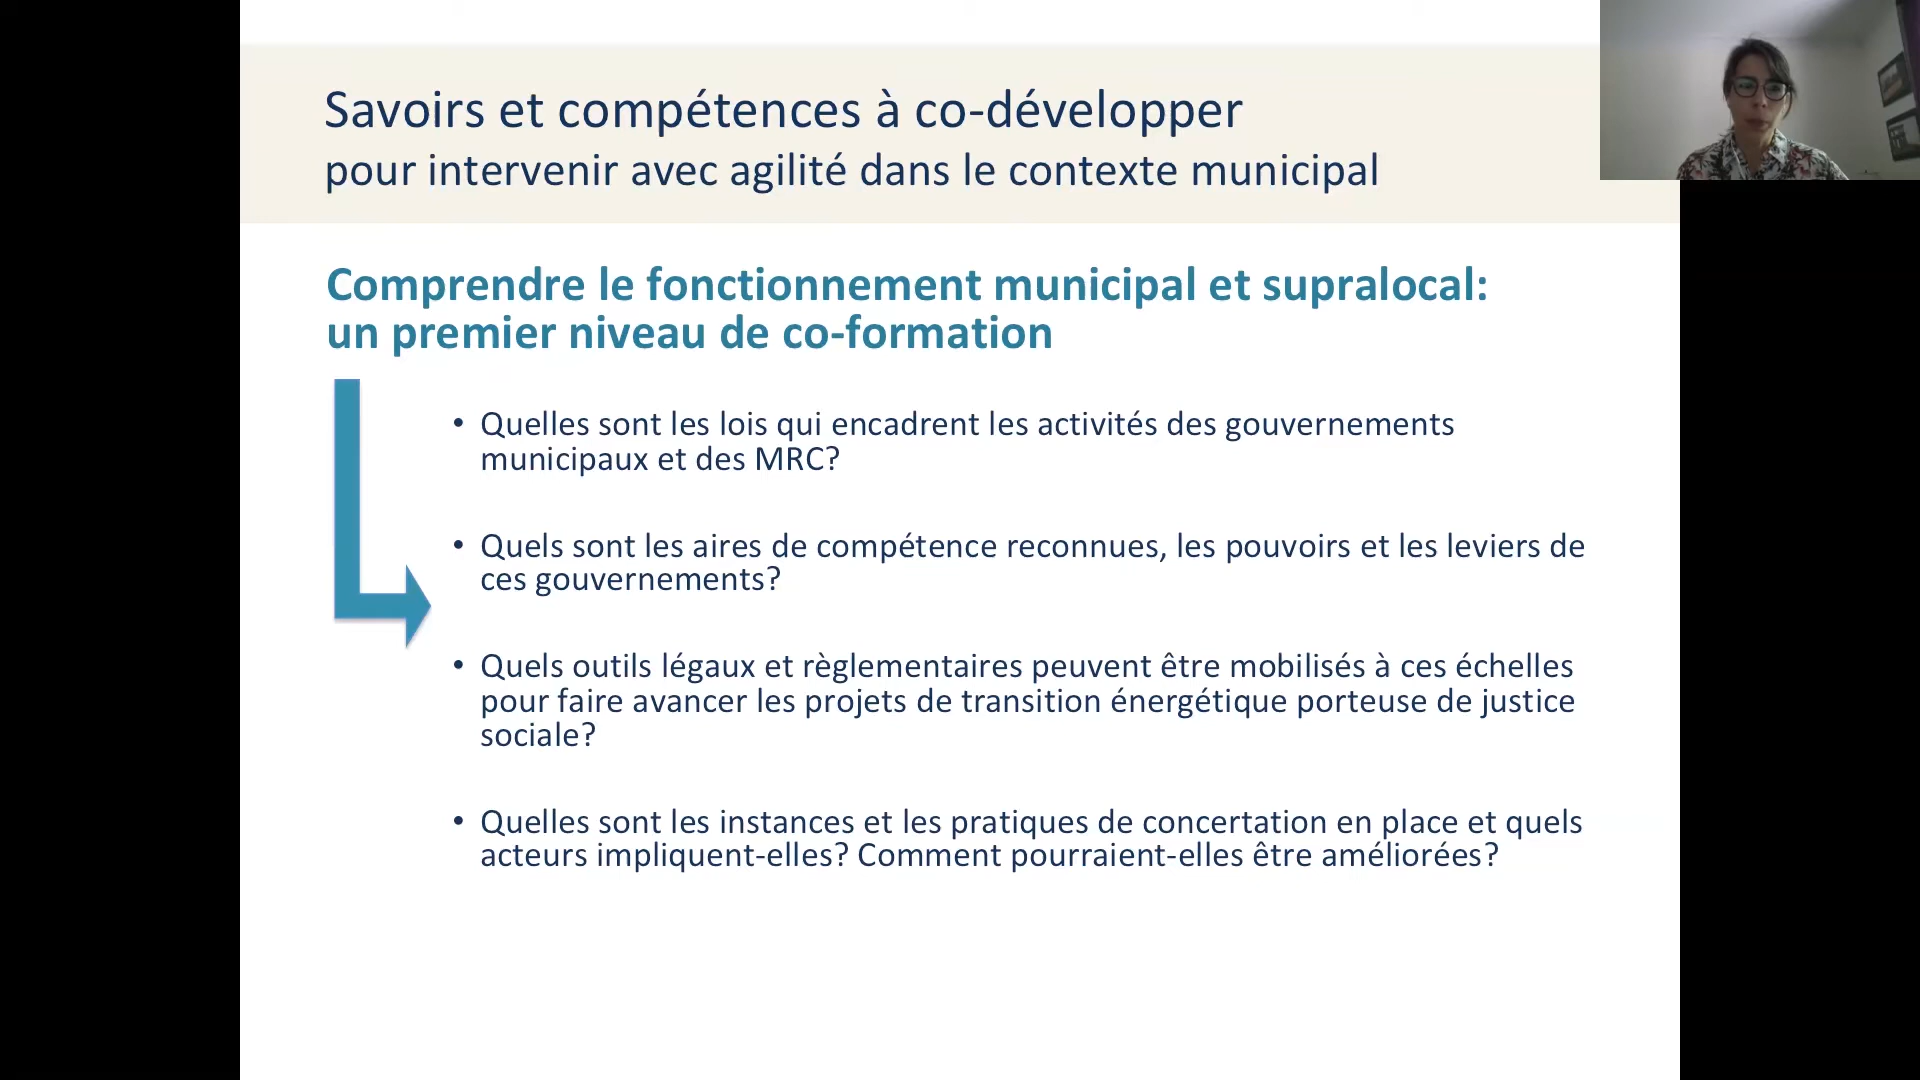 Savoirs et compétences à co-développer
pour intervenir avec agilité dans le contexte municipal
Comprendre le fonctionnement municipal et supralocal:
un premier niveau de co-formation
• Quelles sont les lois qui encadrent les activités des gouvernements
municipaux et des MRC?
• Quels sont les aires de compétence reconnues, les pouvoirs et les leviers de
ces gouvernements?
• Quels outils légaux et règlementaires peuvent être mobilisés à ces échelles
pour faire avancer les projets de transition énergétique porteuse de justice
sociale?
• Quelles sont les instances et les pratiques de concertation en place et quels
acteurs impliquent-elles? Comment pourraient-elles être améliorées?